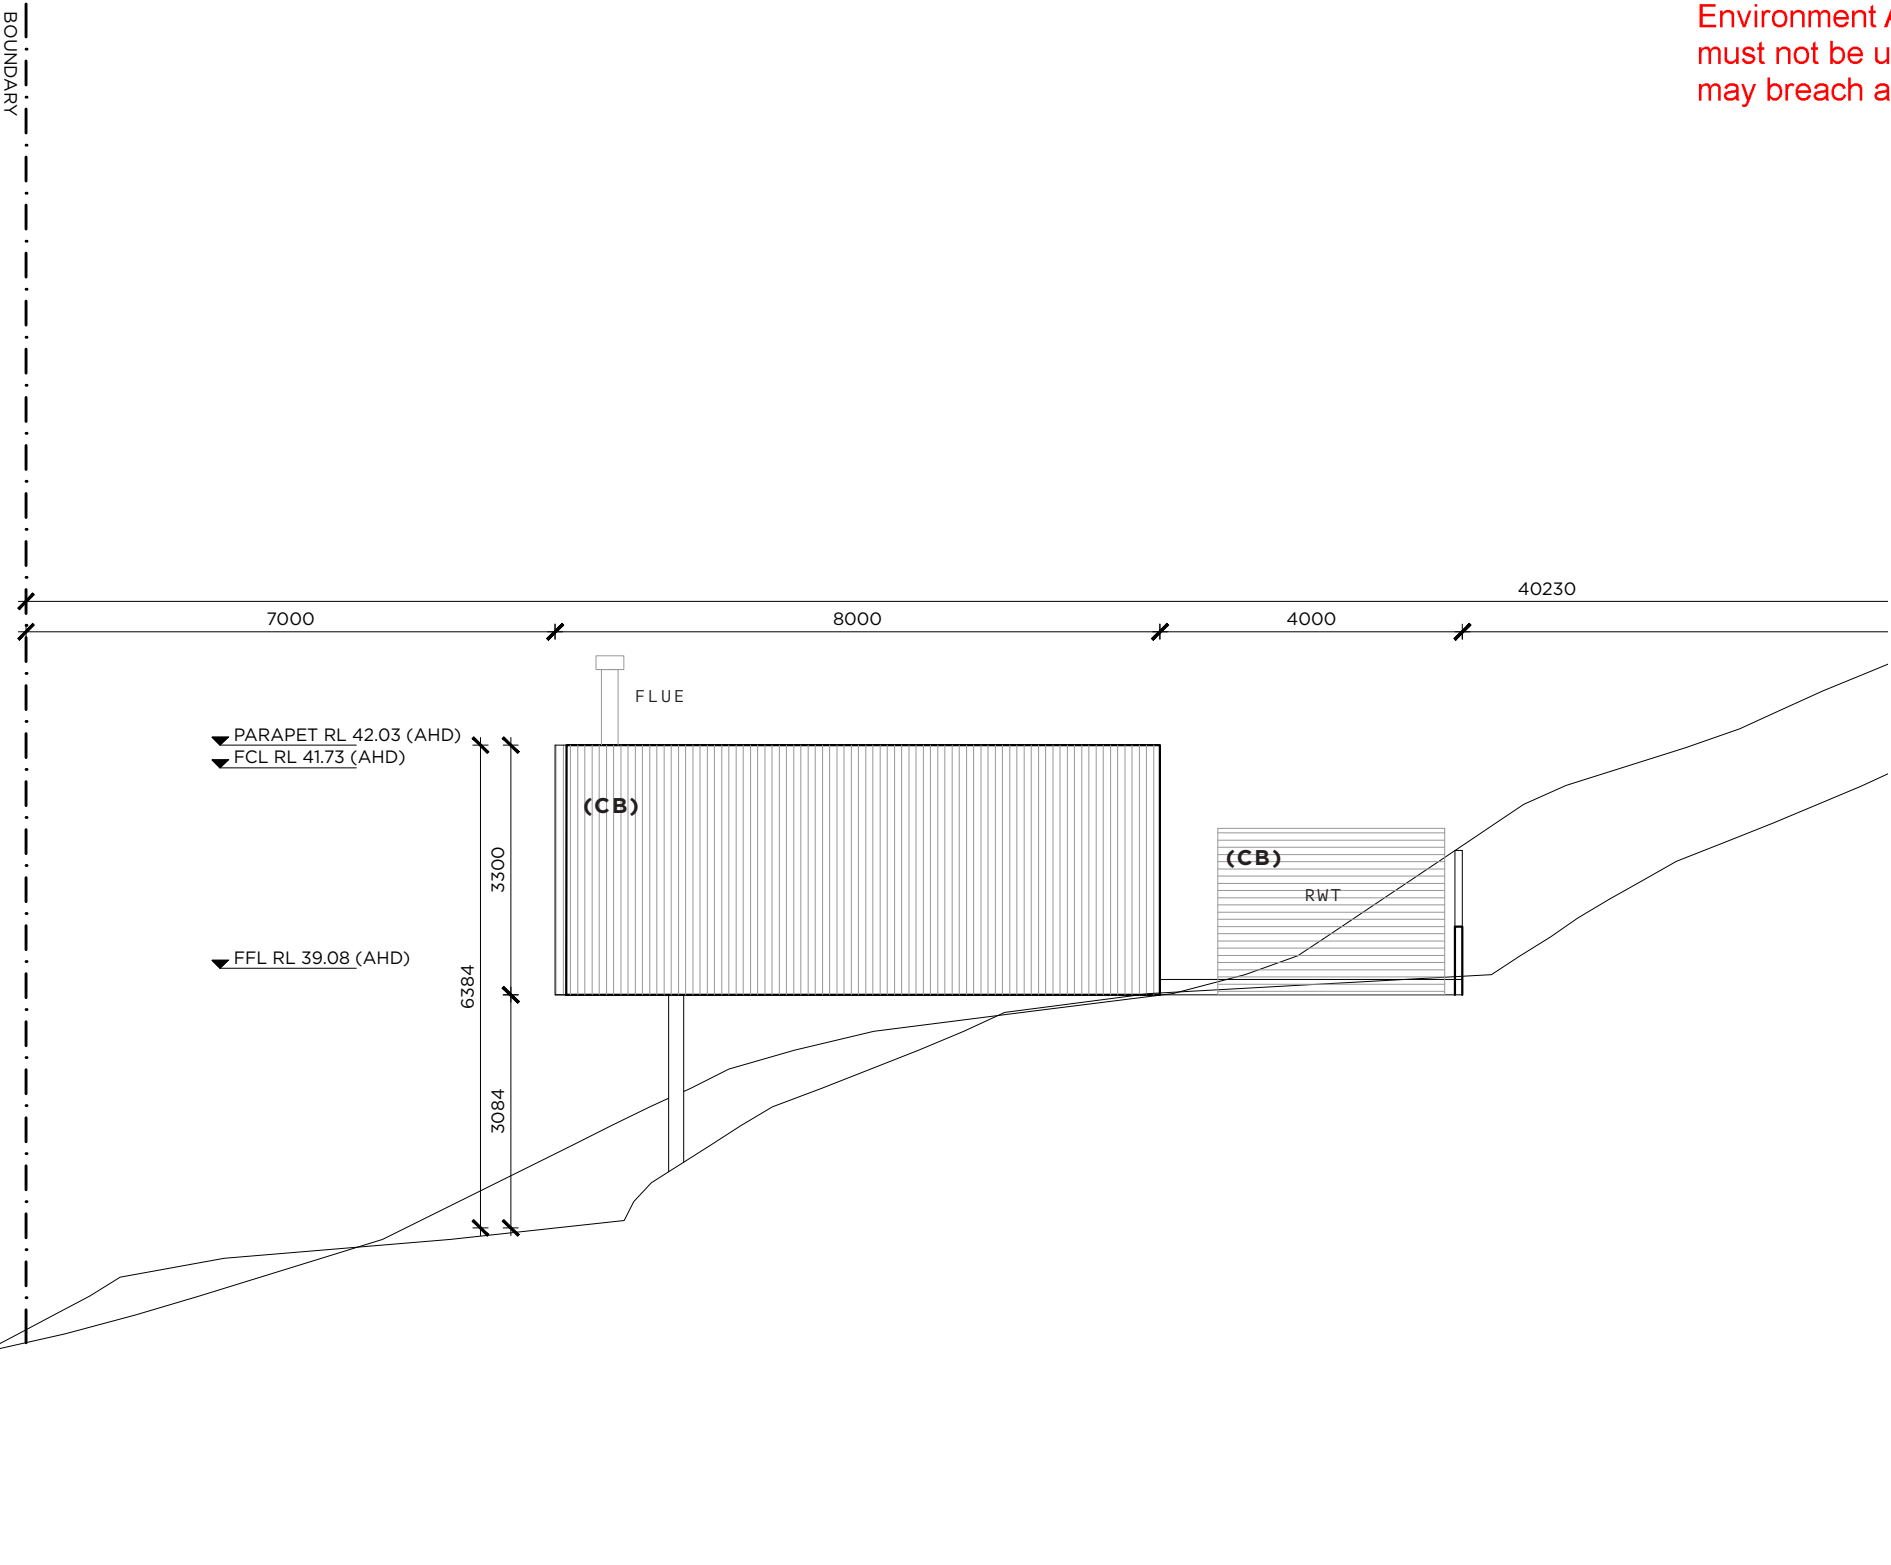 BOUNDARY
Environment
must not be
may breach
40230
7000
8000
4000
FLUE
PARAPET RL 42.03 (AHD)
FCL RL 41.73 (AHD)
(CB)
3300
(CB)
RWT
FFL RL 39.08 (AHD)
6384
3084